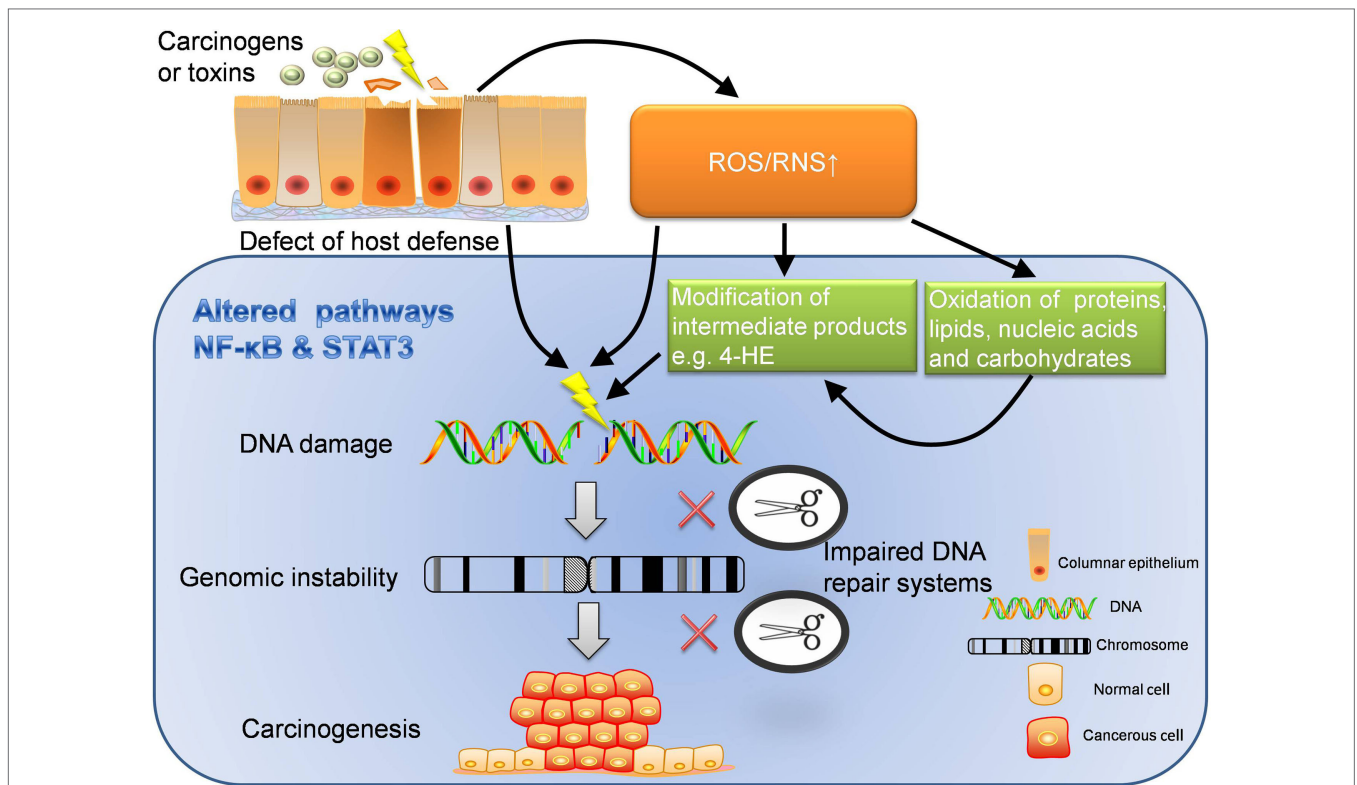 Carcinogens
or toxins
ROS/RNS↑
Defect of host defense
Altered pathways
NF-κB & STAT3
Modification of
intermediate products
e.g. 4-HE
Oxidation of proteins,
lipids, nucleic acids
and carbohydrates
DNA damage
Genomic instability
Impaired DNA
repair systems
Carcinogenesis
Columnar epithelium
DNA
Chromosome
Normal cell
Cancerous cell